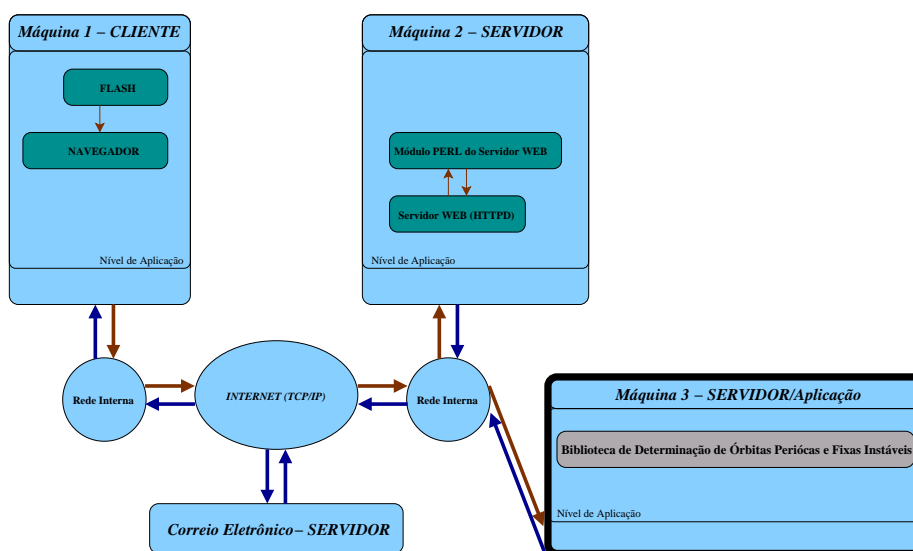 Máquina 1 – CLIENTE
FLASH
NAVEGADOR
Nível de Aplicação
Máquina 2 – SERVIDOR
Módulo PERL do Servidor WEB
Servidor WEB (HTTPD)
Nível de Aplicação
Rede Interna
INTERNET (TCP/IP)
Rede Interna
Máquina 3 – SERVIDOR/Aplicação
Biblioteca de Determinação de Órbitas Periócas e Fixas Instáveis
Nível de Aplicação
Correio Eletrônico – SERVIDOR